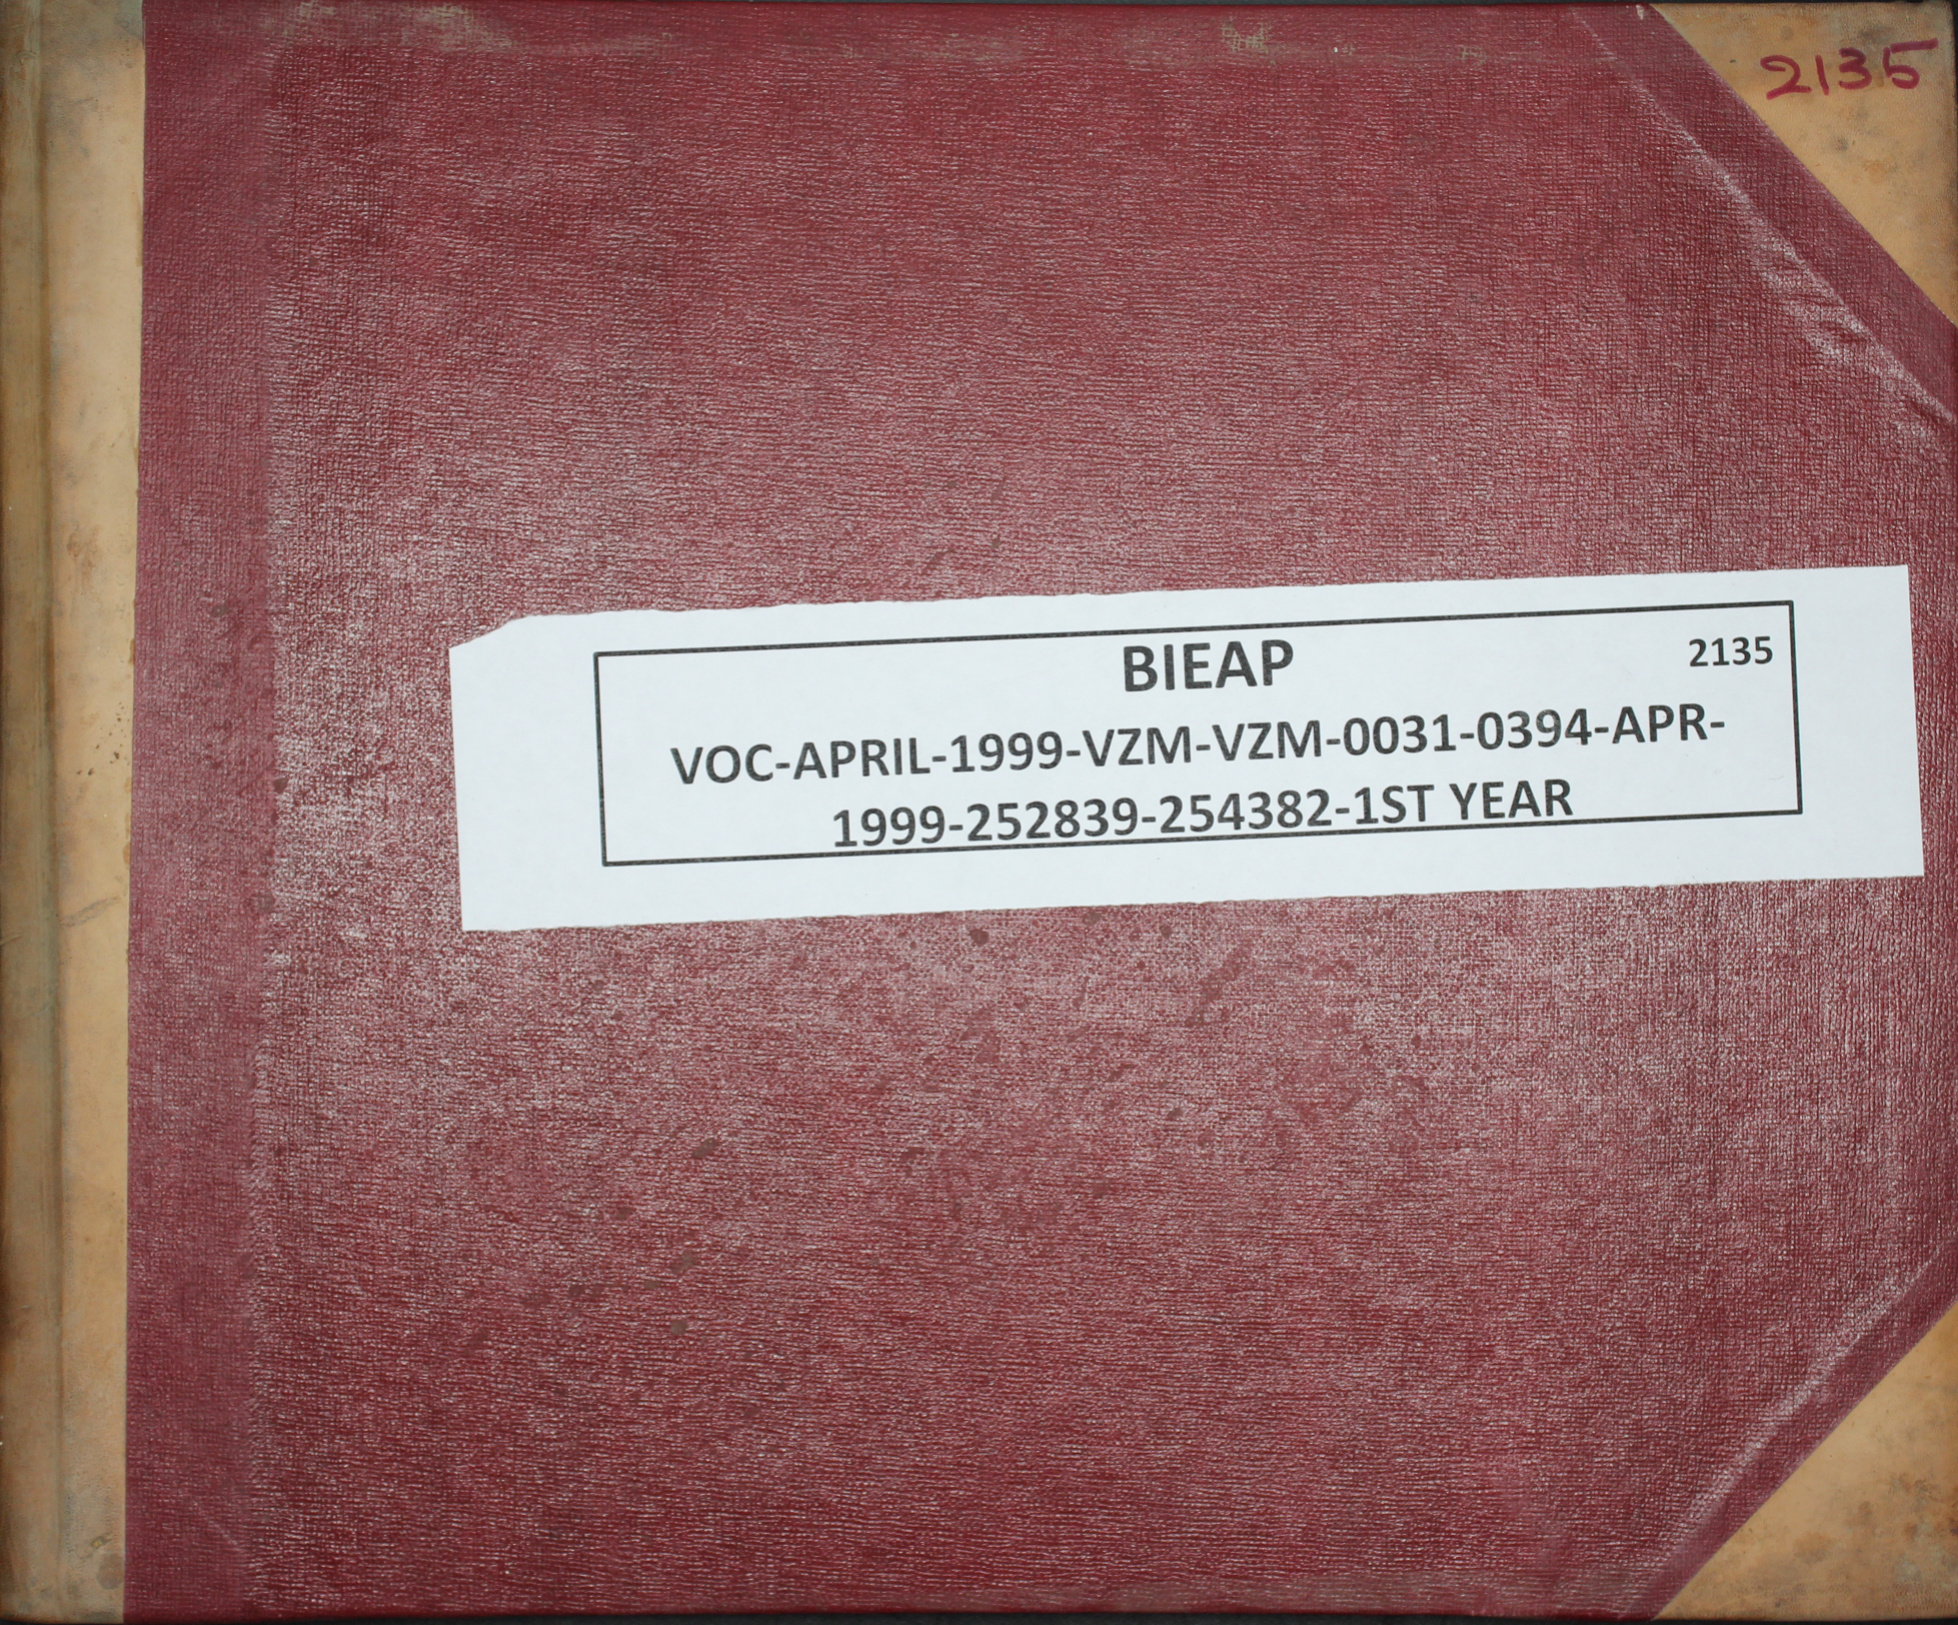 2135
BIEAP
2135
VOC-APRIL-1999-VZM-VZM-0031-0394-APR-
1999-252839-254382-1ST YEAR